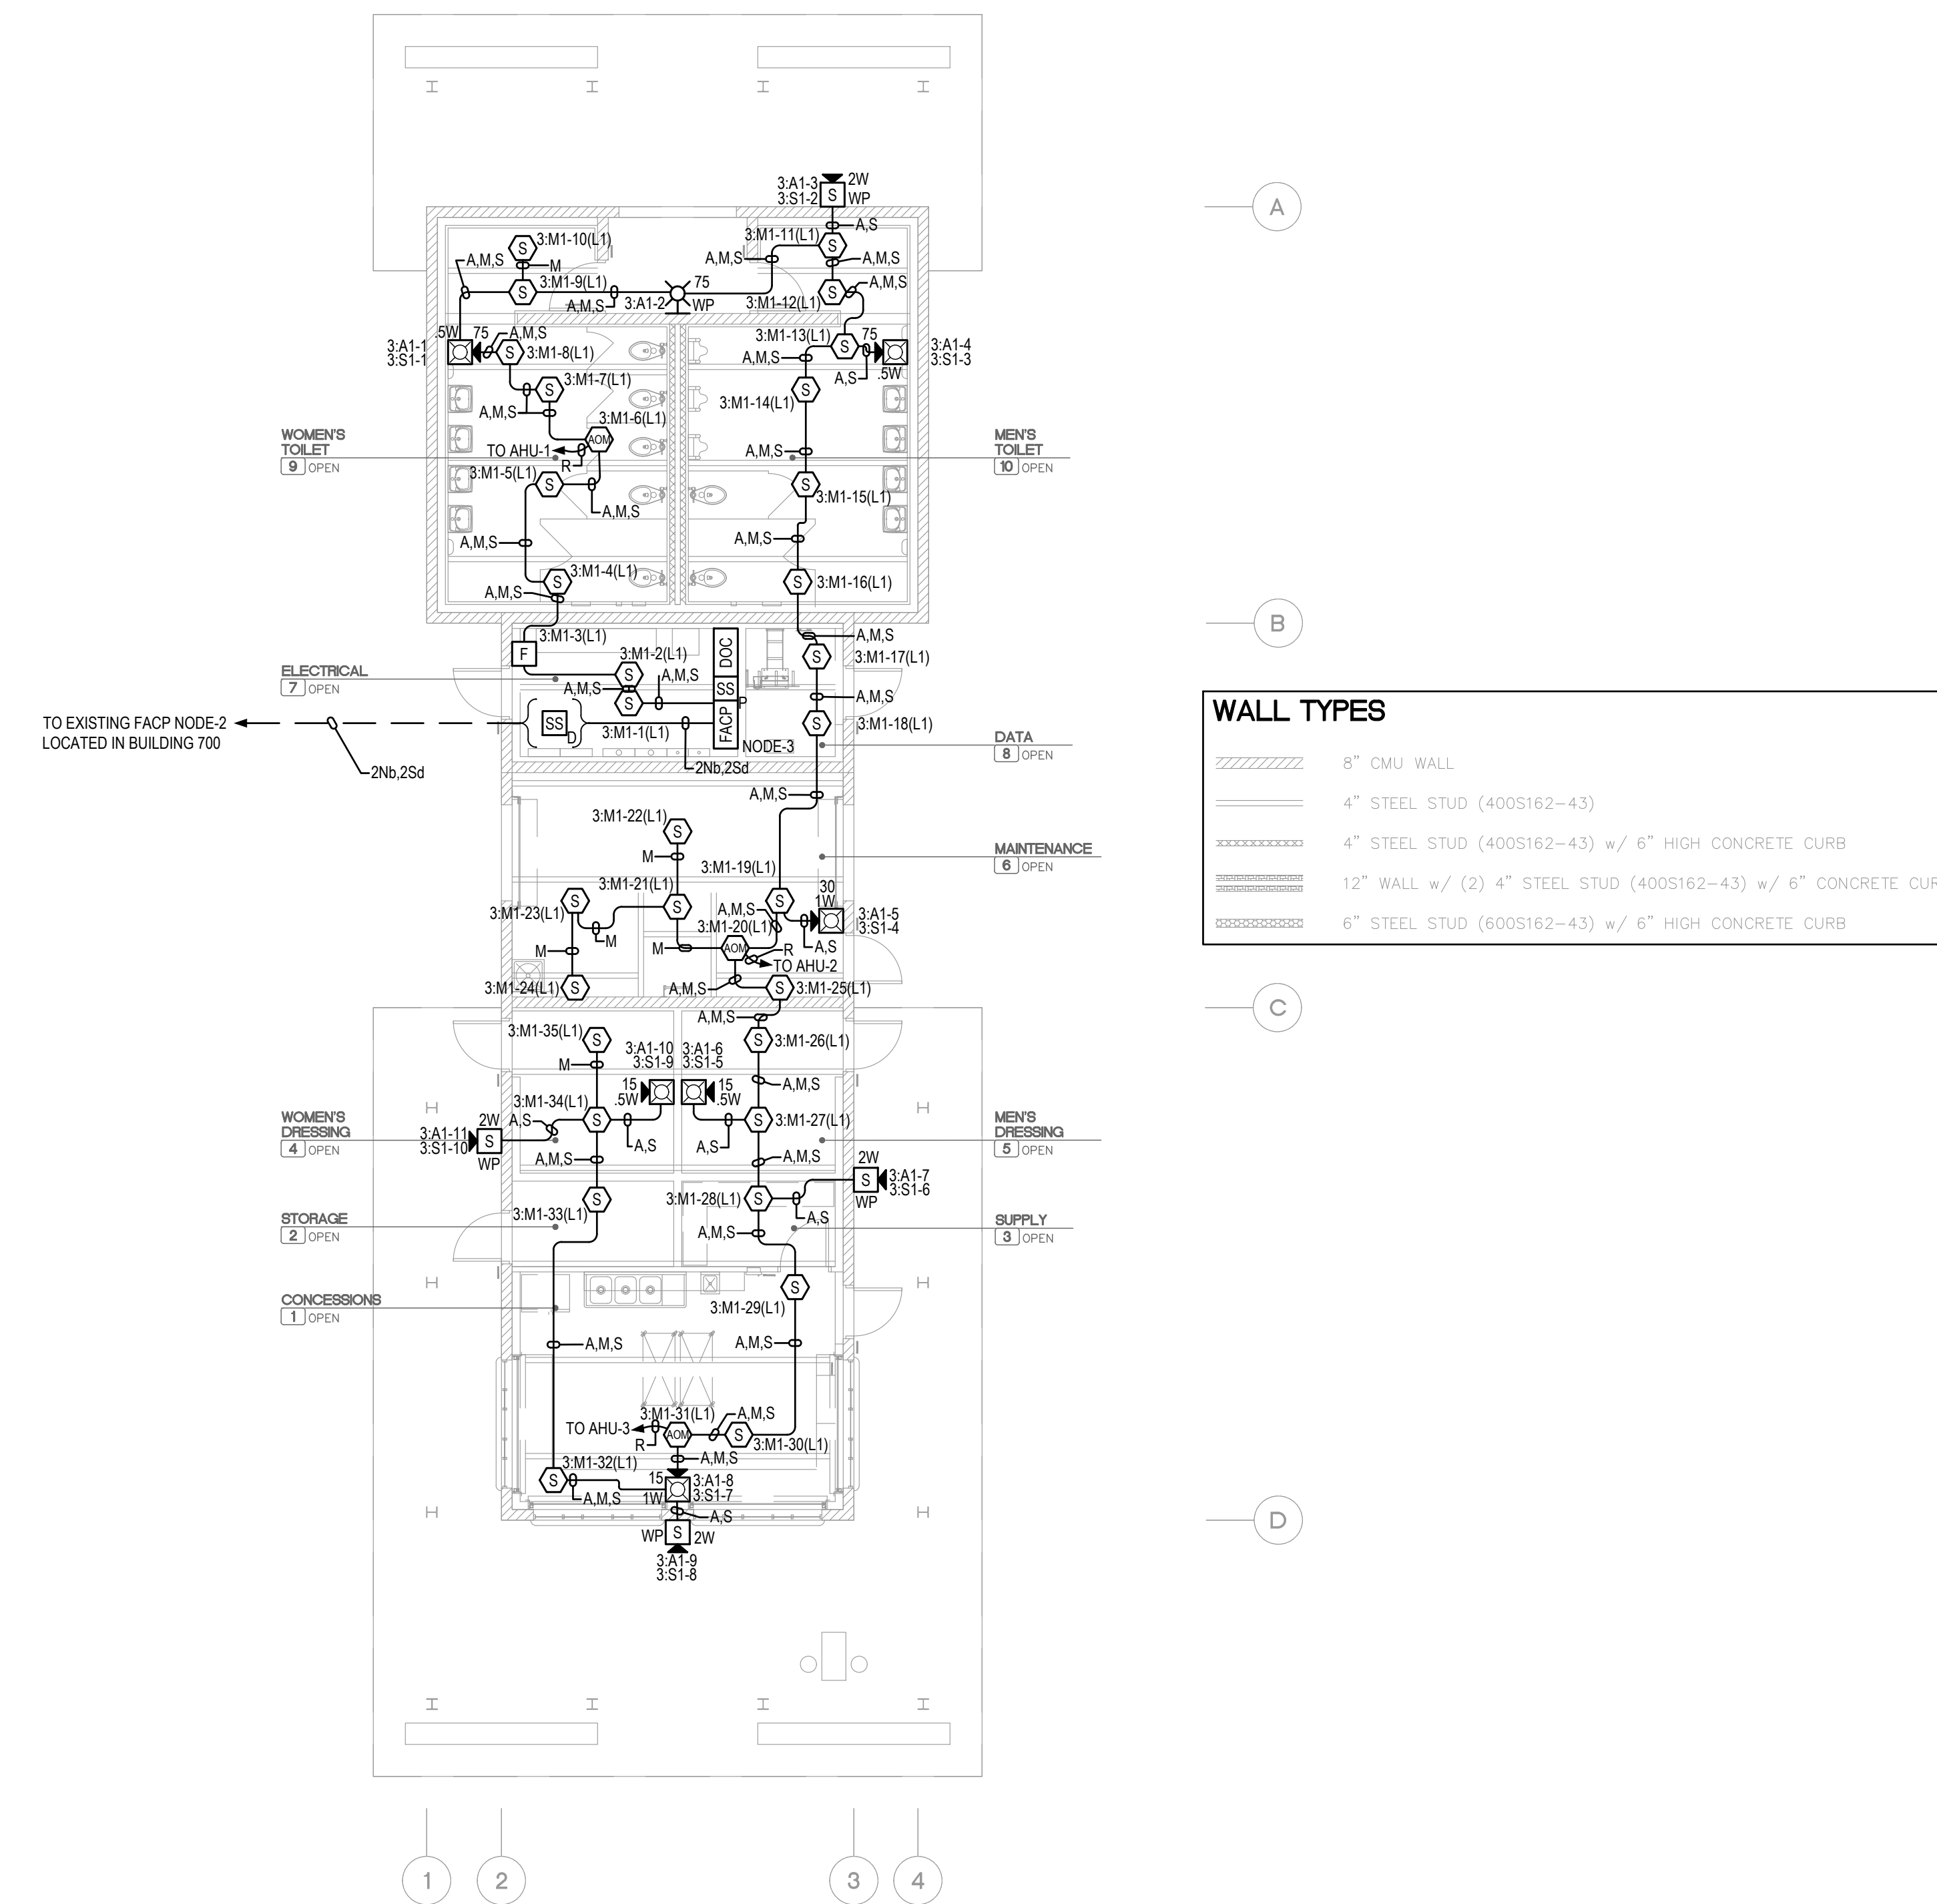 3:A1-3
3:S1-2
2W
S
WP
A
A,S
3:M1-10(L1)
S
3:M1-11(L1)
S
A,M,S
M
A,M,S
A,M,S
3:M1-9(L1)
S
A,M,S
3:A1-2
75
WP
3:M1-12(L1)
S
A,M,S
.5W
75
A,M,S
3:A1-1
3:S1-1
S
3:M1-8(L1)
3:M1-13(L1)
S
75
3:A1-4
3:S1-3
A,M,S
A,S
.5W
S
3:M1-7(L1)
S
3:M1-14(L1)
A,M,S
3:M1-6(L1)
AOM
WOMEN'S
TOILET
9 OPEN
TO AHU-1
R
A,M,S
MEN'S
TOILET
10 OPEN
3:M1-5(L1)
S
S
3:M1-15(L1)
A,M,S
A,M,S
A,M,S
3:M1-4(L1)
S
S
3:M1-16(L1)
A,M,S
B
3:M1-3(L1)
F
A,M,S
3:M1-2(L1)
S
DOC
S
3:M1-17(L1)
ELECTRICAL
7 OPEN
A,M,S
A,M,S
SS
P
A,M,S
S
TO EXISTING FACP NODE-2
LOCATED IN BUILDING 700
SS
D
3:M1-1(L1)
FACP
S
3:M1-18(L1)
NODE-3
DATA
8 OPEN
2Nb,2Sd
2Nb,2Sd
WALL TYPES
8" CMU WALL
4" STEEL STUD (400S162-43)
4" STEEL STUD (400S162-43) w/ 6" HIGH CONCRETE CURB
12" WALL w/ (2) 4" STEEL STUD (400S162-43) w/ 6" CONCRETE CUR
6" STEEL STUD (600S162-43) w/ 6" HIGH CONCRETE CURB
A,M,S
3:M1-22(L1)
S
M
MAINTENANCE
6 OPEN
3:M1-19(L1)
S
3:M1-21(L1)
S
30
1W
S
3:M1-23(L1)
A,M,S
3:A1-5
3:S1-4
3:M1-20(L1)
AOM
M
M
M
R
A,S
TO AHU-2
3:M1-24(L1)
S
A,M,S
S
3:M1-25(L1)
C
A,M,S
3:M1-35(L1)
S
S
3:M1-26(L1)
3:A1-10
3:S1-9
3:A1-6
3:S1-5
M
15
.5W
15
.5W
A,M,S
WOMEN'S
DRESSING
4 OPEN
3:M1-34(L1)
S
S
3:M1-27(L1)
MEN'S
DRESSING
5 OPEN
2W
A,S
3:A1-11
3:S1-10
S
WP
A,S
A,S
A,M,S
A,M,S
2W
S
3:A1-7
3:S1-6
WP
S
3:M1-33(L1)
3:M1-28(L1)
S
A,S
STORAGE
2 OPEN
A,M,S
SUPPLY
3 OPEN
S
3:M1-29(L1)
CONCESSIONS
1 OPEN
A,M,S
A,M,S
3:M1-31(L1)
AOM
TO AHU-3
R
A,M,S
S
3:M1-30(L1)
A,M,S
3:M1-32(L1)
S
A,M,S
15
1W
3:A1-8
3:S1-7
A,S
WP
S
2W
D
3:A1-9
3:S1-8
1
2
3
4